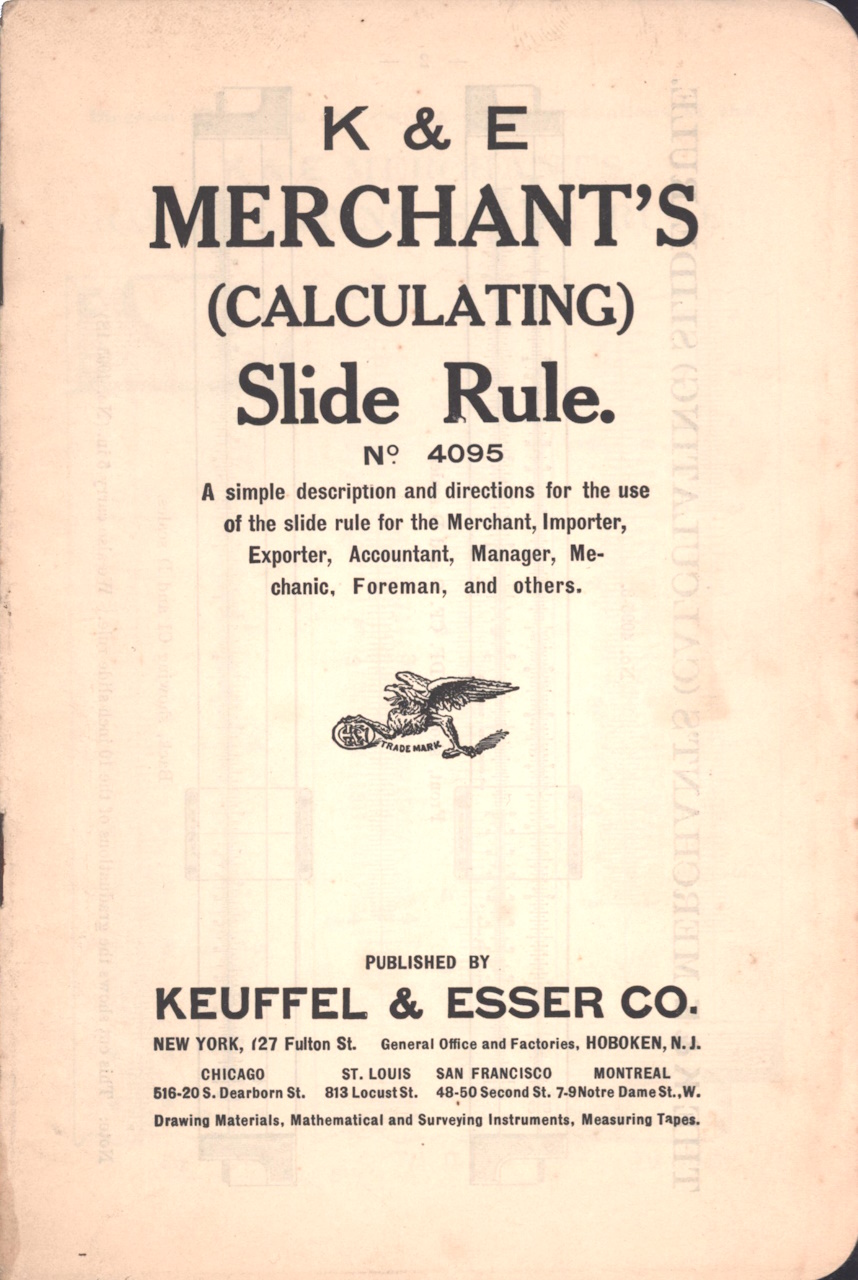 K & E
MERCHANT'S
(CALCULATING)
Slide Rule.
Nº 4095
A simple description and directions for the use
of the slide rule for the Merchant, Importer,
Exporter, Accountant, Manager, Me-
chanic, Foreman, and others.
TRADE MARK
PUBLISHED BY
KEUFFEL & ESSER CO.
NEW YORK, 127 Fulton St. General Office and Factories, HOBOKEN, N. J.
CHICAGO ST. LOUIS SAN FRANCISCO MONTREAL
516-20 S. Dearborn St. 813 Locust St. 48-50 Second St. 7-9 Notre Dame St., W.
Drawing Materials, Mathematical and Surveying Instruments, Measuring Tapes.